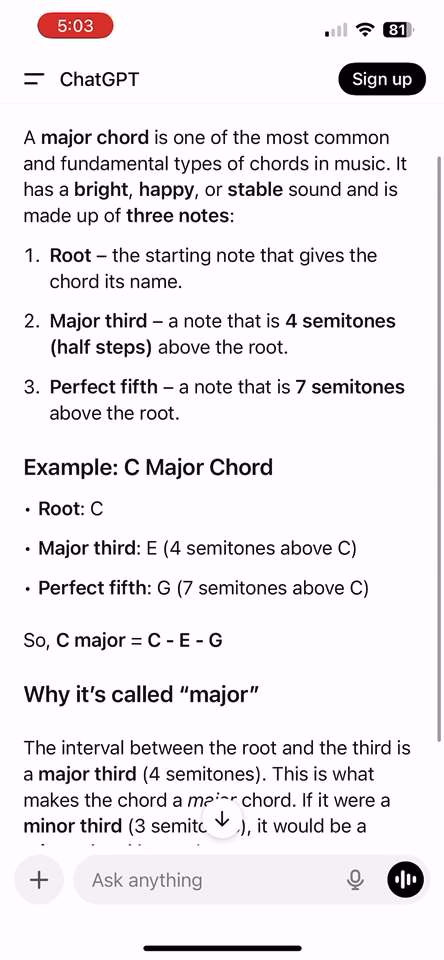 5:03
81
ChatGPT
Sign up
A major chord is one of the most common
and fundamental types of chords in music. It
has a bright, happy, or stable sound and is
made up of three notes:
1. Root – the starting note that gives the
chord its name.
2. Major third – a note that is 4 semitones
(half steps) above the root.
3. Perfect fifth – a note that is 7 semitones
above the root.
Example: C Major Chord
• Root: C
• Major third: E (4 semitones above C)
• Perfect fifth: G (7 semitones above C)
So, C major = C - E - G
Why it's called “major”
The interval between the root and the third is
a major third (4 semitones). This is what
makes the chord a major chord. If it were a
minor third (3 ), it would be a
Ask anything